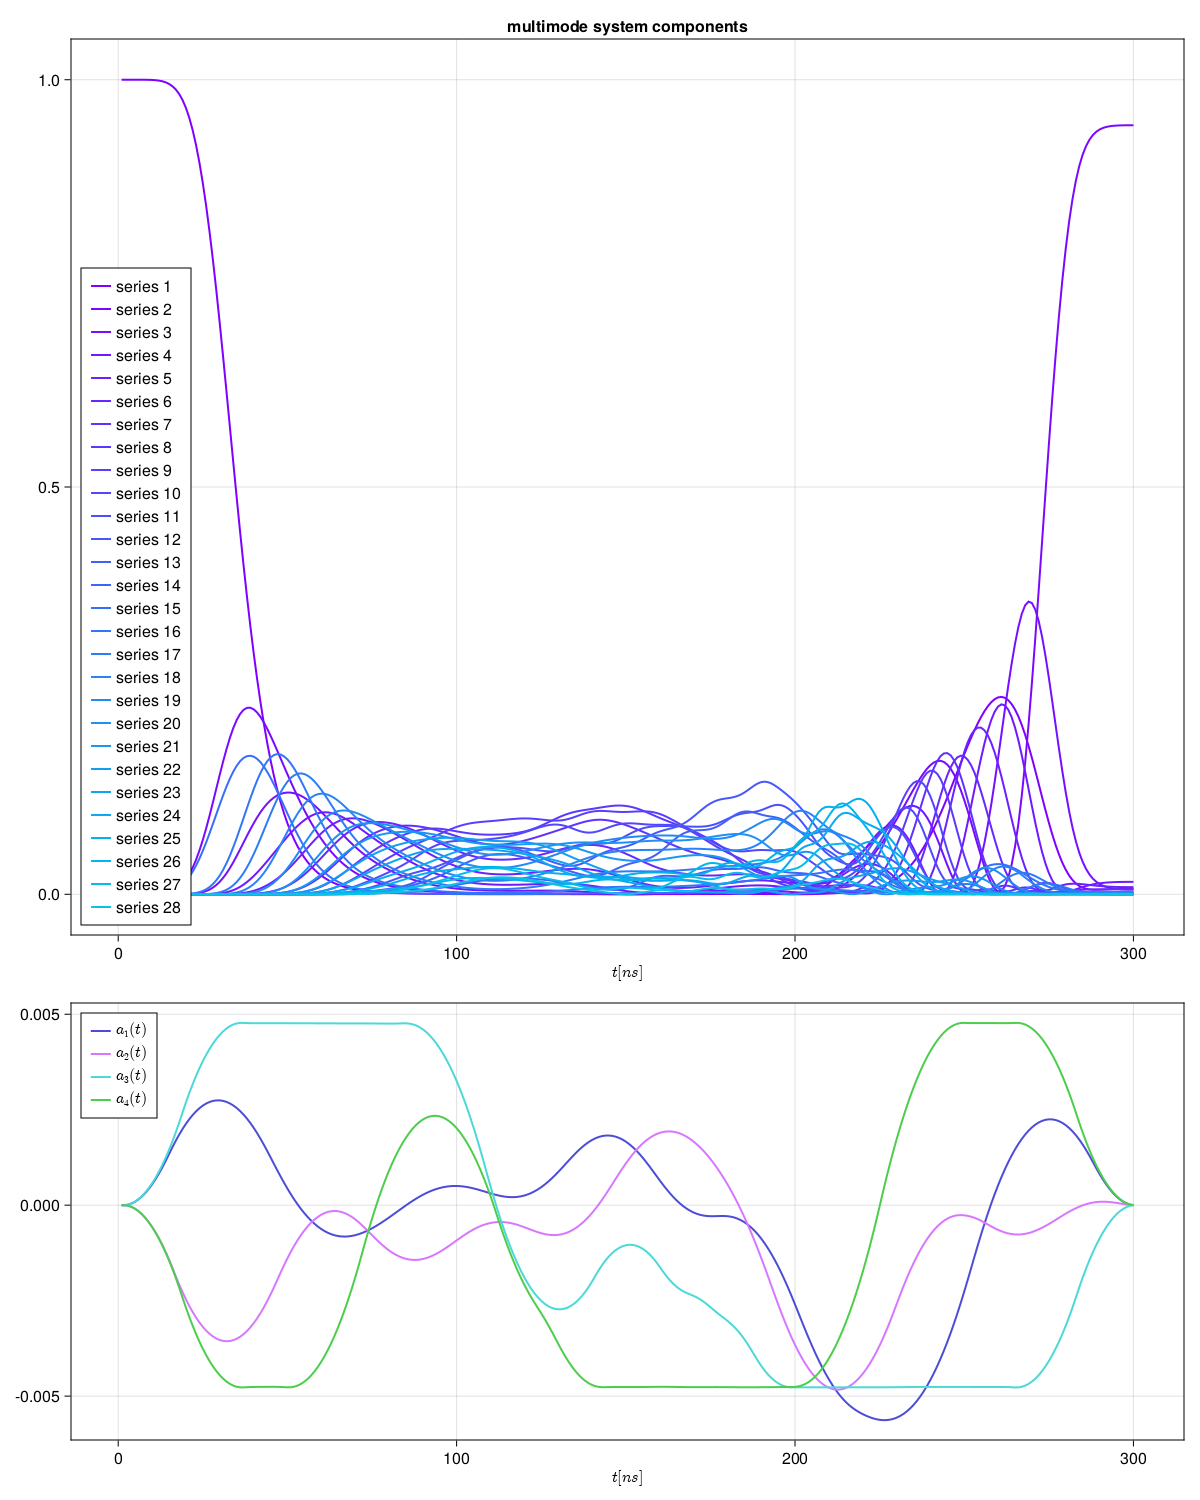 multimode system components
1.0
0.5
0.0
series 1
series 2
series 3
series 4
series 5
series 6
series 7
series 8
series 9
series 10
series 11
series 12
series 13
series 14
series 15
series 16
series 17
series 18
series 19
series 20
series 21
series 22
series 23
series 24
series 25
series 26
series 27
series 28
0 100 200 300
t[ns]
0.005
0.000
-0.005
a₁(t)
a₂(t)
a₃(t)
a₄(t)
0 100 200 300
t[ns]